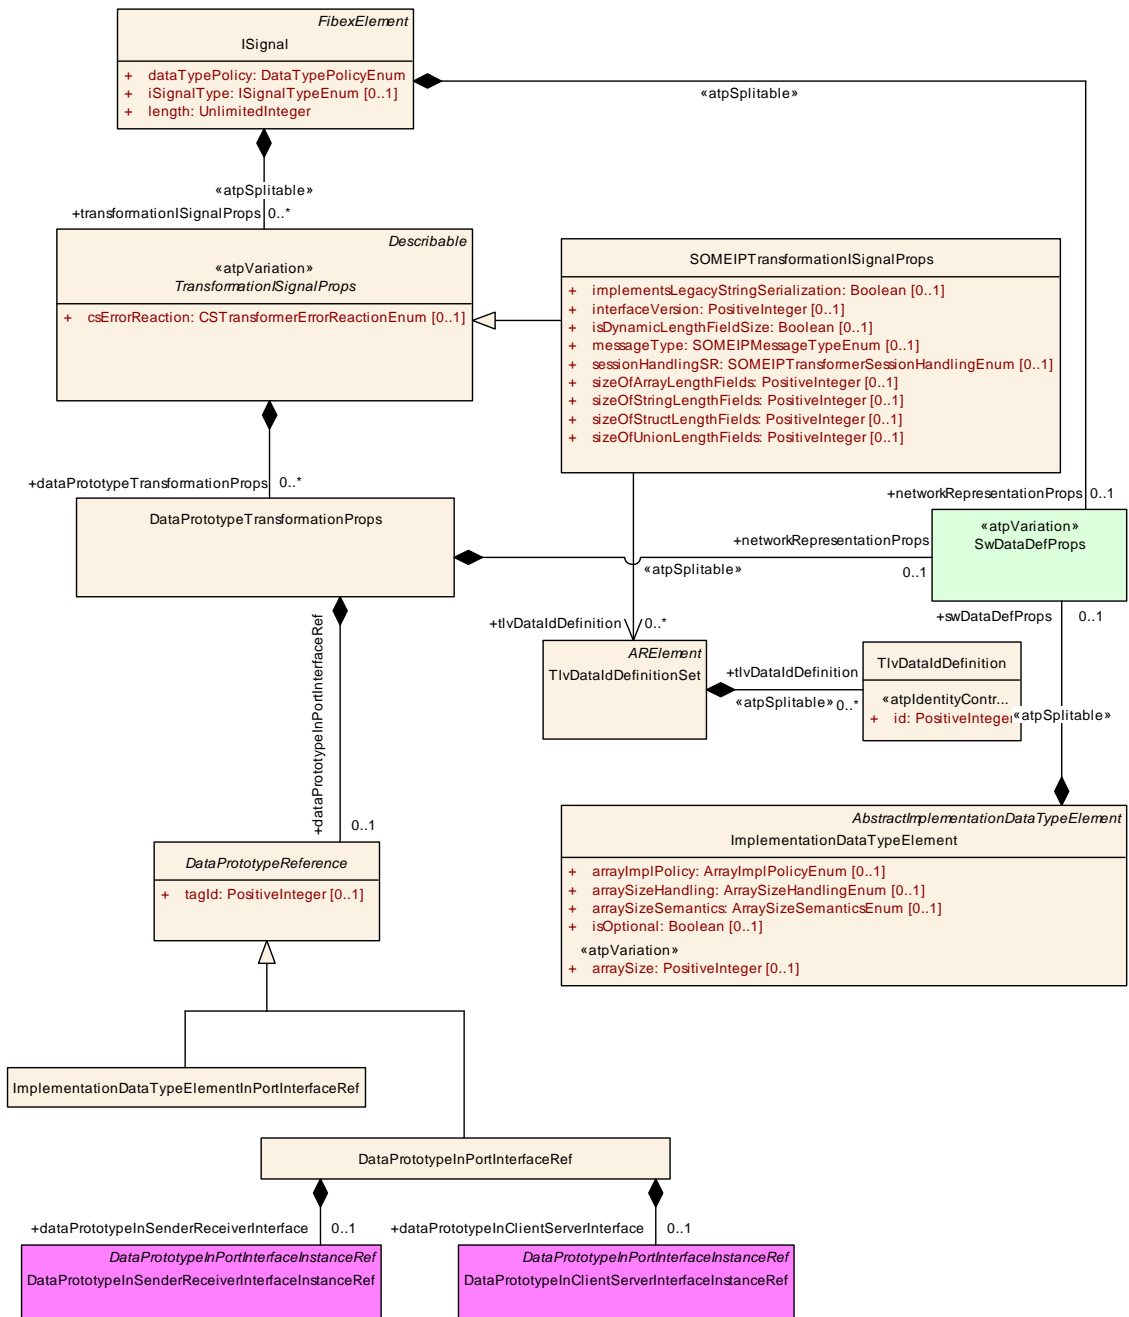 FibexElement
ISignal
+ dataTypePolicy: DataTypePolicyEnum
+ iSignalType: ISignalTypeEnum [0..1]
+ length: UnlimitedInteger
«atpSplitable»
«atpSplitable»
+transformationISignalProps 0..*
Describable
«atpVariation»
TransformationISignalProps
+ csErrorReaction: CSTransformerErrorReactionEnum [0..1]
SOMEIPTransformationISignalProps
+ implementsLegacyStringSerialization: Boolean [0..1]
+ interfaceVersion: PositiveInteger [0..1]
+ isDynamicLengthFieldSize: Boolean [0..1]
+ messageType: SOMEIPMessageTypeEnum [0..1]
+ sessionHandlingSR: SOMEIPTransformerSessionHandlingEnum [0..1]
+ sizeOfArrayLengthFields: PositiveInteger [0..1]
+ sizeOfStringLengthFields: PositiveInteger [0..1]
+ sizeOfStructLengthFields: PositiveInteger [0..1]
+ sizeOfUnionLengthFields: PositiveInteger [0..1]
+dataPrototypeTransformationProps 0..*
DataPrototypeTransformationProps
+networkRepresentationProps 0..1
«atpVariation»
SwDataDefProps
+networkRepresentationProps
«atpSplitable»
0..1
+swDataDefProps 0..1
+dataPrototypeInPortInterfaceRef
0..1
+tlvDataIdDefinition 0..*
ARElement
TlvDataIdDefinitionSet
+tlvDataIdDefinition
«atpSplitable» 0..*
TlvDataIdDefinition
«atpIdentityContr...
+ id: PositiveInteger
«atpSplitable»
AbstractImplementationDataTypeElement
ImplementationDataTypeElement
+ arrayImplPolicy: ArrayImplPolicyEnum [0..1]
+ arraySizeHandling: ArraySizeHandlingEnum [0..1]
+ arraySizeSemantics: ArraySizeSemanticsEnum [0..1]
+ isOptional: Boolean [0..1]
«atpVariation»
+ arraySize: PositiveInteger [0..1]
DataPrototypeReference
+ tagId: PositiveInteger [0..1]
ImplementationDataTypeElementInPortInterfaceRef
DataPrototypeInPortInterfaceRef
+dataPrototypeInSenderReceiverInterface 0..1
+dataPrototypeInClientServerInterface 0..1
DataPrototypeInPortInterfaceInstanceRef
DataPrototypeInSenderReceiverInterfaceInstanceRef
DataPrototypeInPortInterfaceInstanceRef
DataPrototypeInClientServerInterfaceInstanceRef